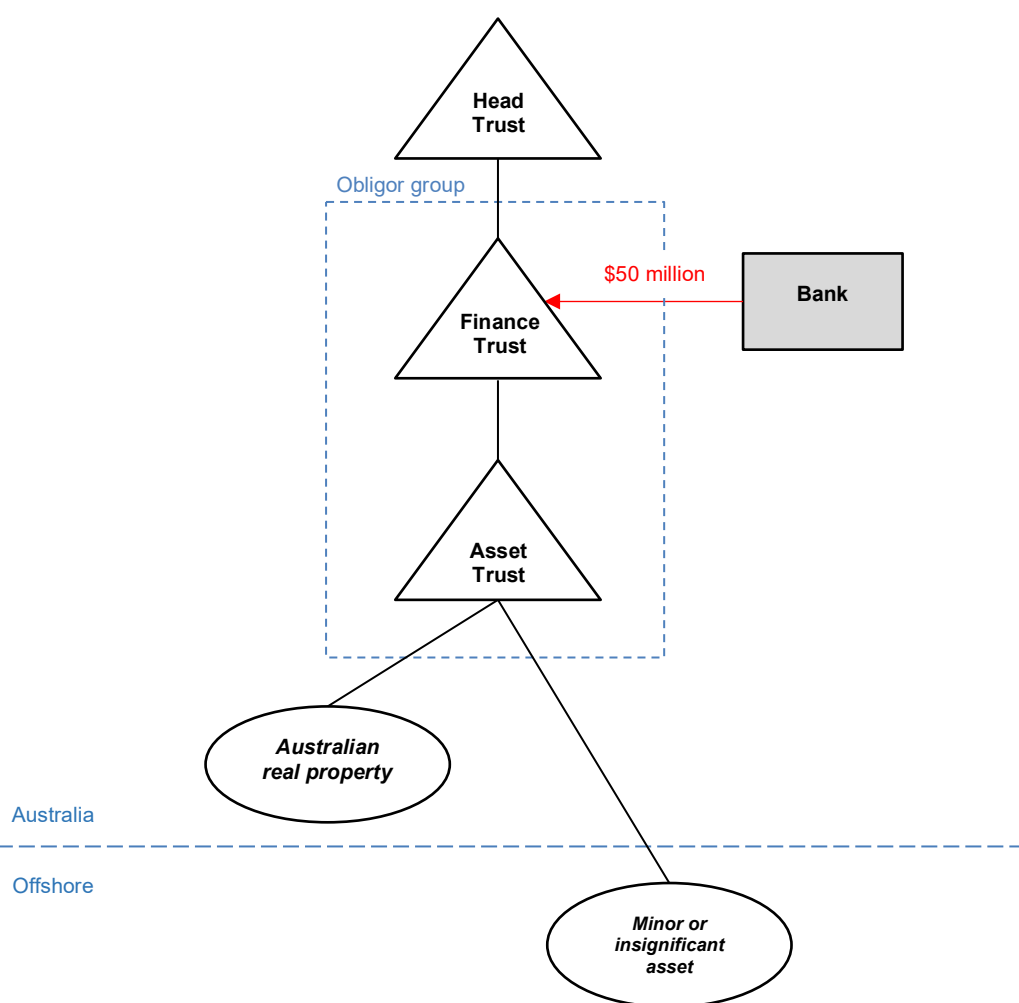 Head
Trust
Obligor group
$50 million
Bank
Finance
Trust
Asset
Trust
Australian
real property
Australia
Offshore
Minor or
insignificant
asset